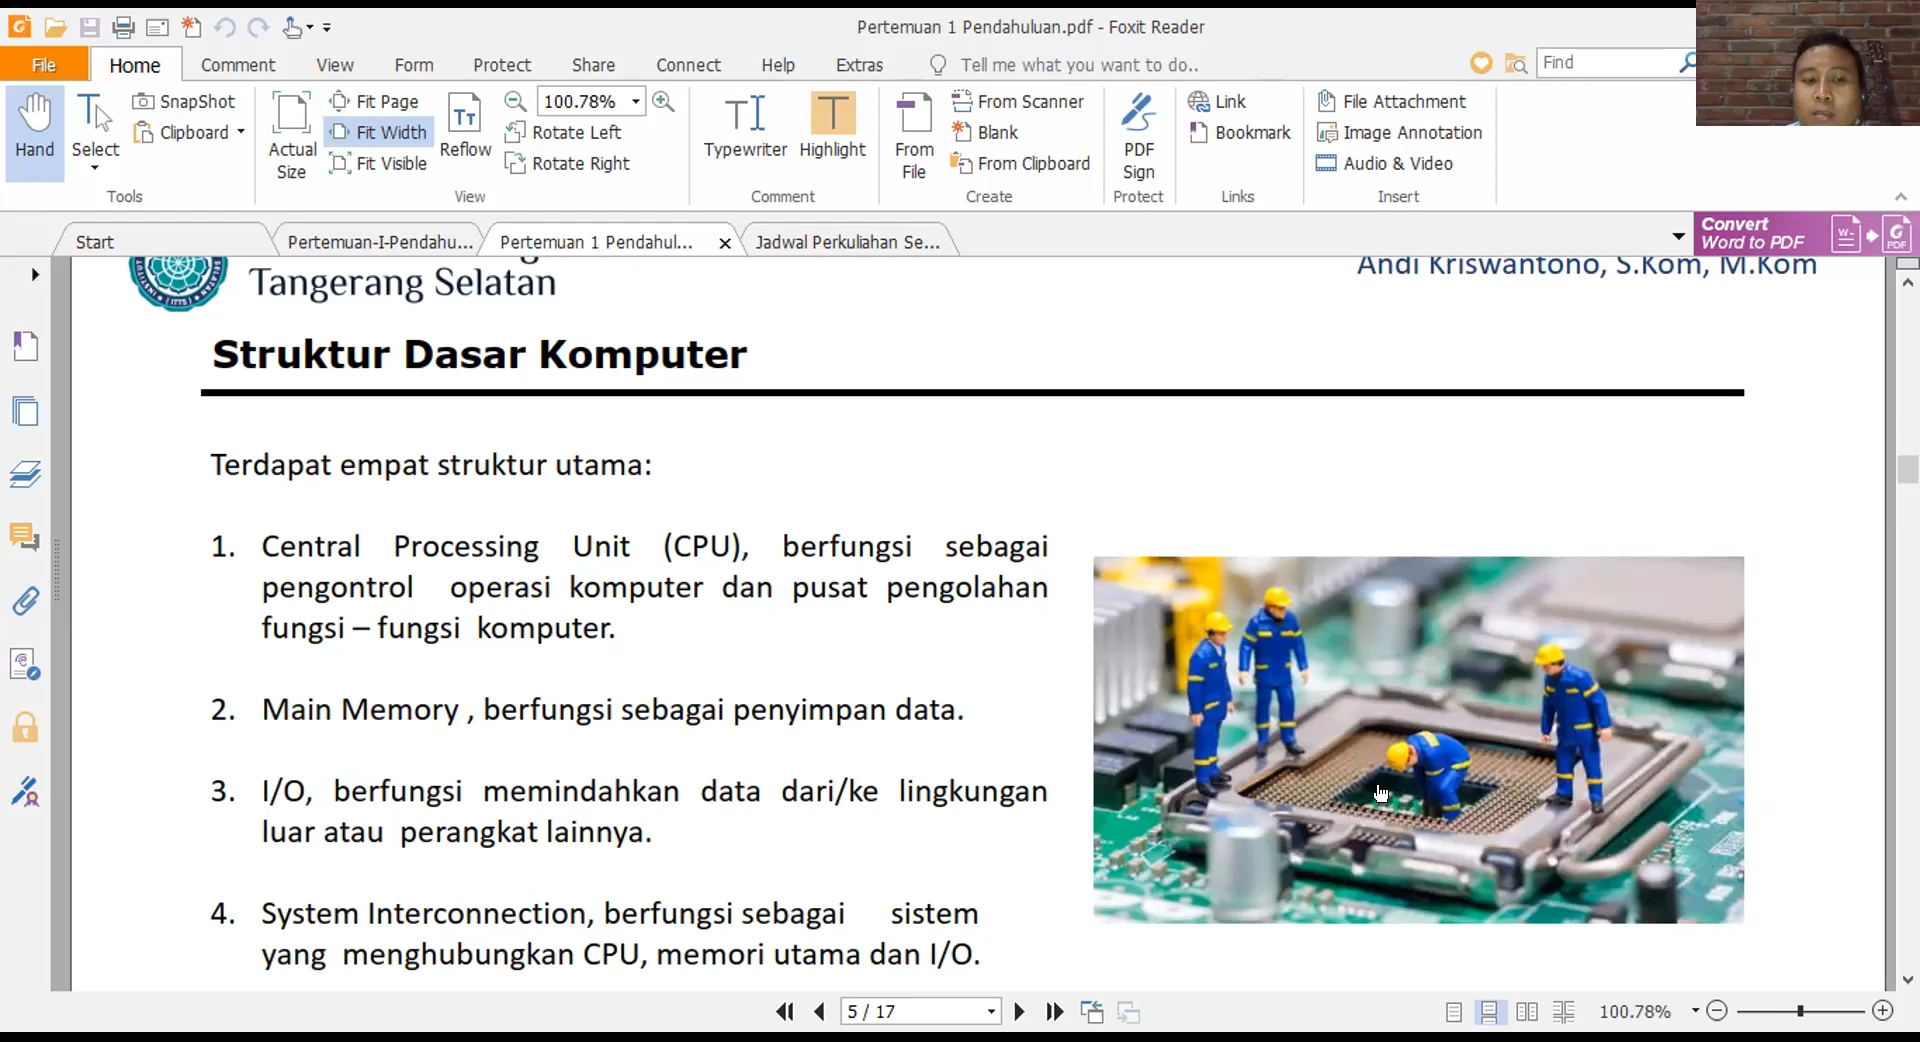 Pertemuan 1 Pendahuluan.pdf - Foxit Reader
File Home Comment View Form Protect Share Connect Help Extras Tell me what you want to do.. Find
Hand
Select
SnapShot
Clipboard
Tools
Actual Size
Fit Page
Fit Width
Fit Visible
Reflow
100.78%
Rotate Left
Rotate Right
View
Typewriter
Highlight
Comment
From File
From Scanner
Blank
From Clipboard
Create
PDF Sign
Protect
Link
Bookmark
Links
File Attachment
Image Annotation
Audio & Video
Insert
Start Pertemuan-I-Pendahu... Pertemuan 1 Pendahul... Jadwal Perkuliahan Se...
Convert
Word to PDF
Tangerang Selatan
Andi Kriswantono, S.Kom, M.Kom
Struktur Dasar Komputer
Terdapat empat struktur utama:
1. Central Processing Unit (CPU), berfungsi sebagai
pengontrol operasi komputer dan pusat pengolahan
fungsi – fungsi komputer.
2. Main Memory , berfungsi sebagai penyimpan data.
3. I/O, berfungsi memindahkan data dari/ke lingkungan
luar atau perangkat lainnya.
4. System Interconnection, berfungsi sebagai sistem
yang menghubungkan CPU, memori utama dan I/O.
5 / 17
100.78%